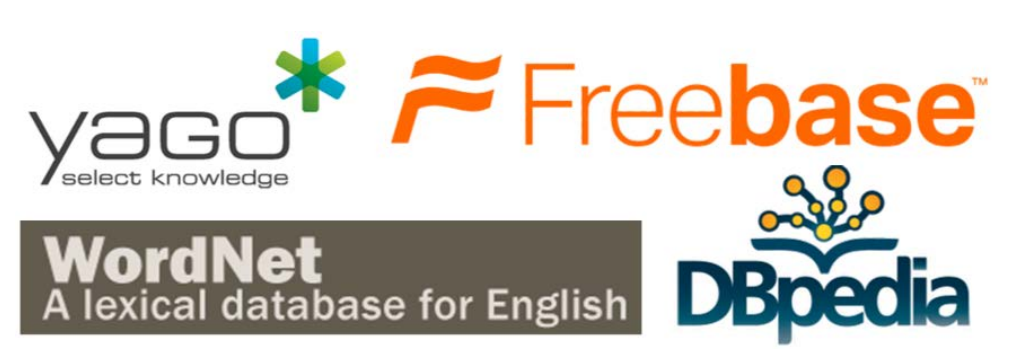 yago
select knowledge
Freebase™
WordNet
A lexical database for English
DBpedia